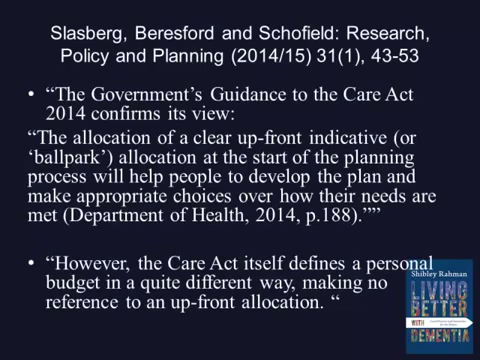 Slasberg, Beresford and Schofield: Research,
Policy and Planning (2014/15) 31(1), 43-53
• “The Government’s Guidance to the Care Act
2014 confirms its view:
“The allocation of a clear up-front indicative (or
‘ballpark’) allocation at the start of the planning
process will help people to develop the plan and
make appropriate choices over how their needs are
met (Department of Health, 2014, p.188).””
• “However, the Care Act itself defines a personal
budget in a quite different way, making no
reference to an up-front allocation. “
Shibley Rahman
LIVING
BETTER
WITH
DEMENTIA